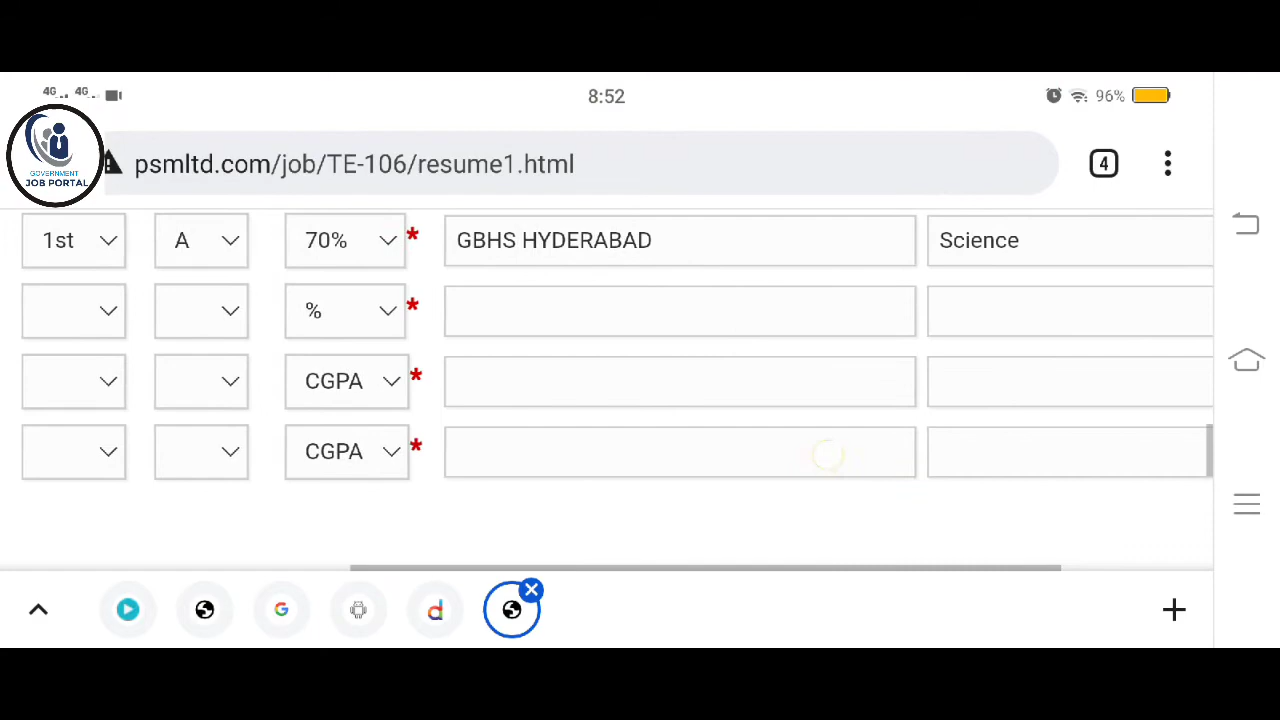 4G 4G 8:52 96%
GOVERNMENT
JOB PORTAL
psmltd.com/job/TE-106/resume1.html 4
1st A 70% * GBHS HYDERABAD Science
% *
CGPA *
CGPA *